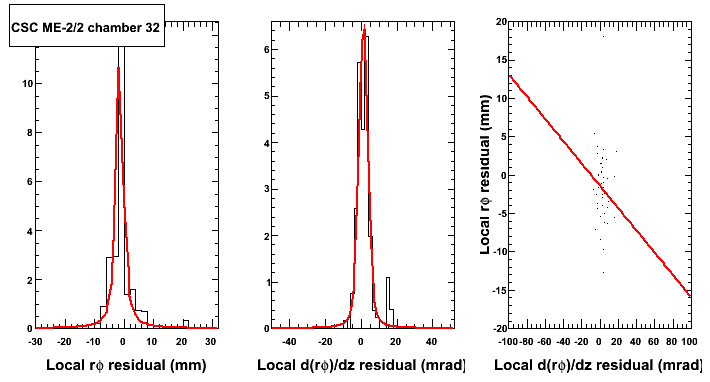 CSC ME-2/2 chamber 32
10
8
6
4
2
0
-30 -20 -10 0 10 20 30
Local rϕ residual (mm)
6
5
4
3
2
1
0
-40 -20 0 20 40
Local d(rϕ)/dz residual (mrad)
Local rϕ residual (mm)
20
15
10
5
0
-5
-10
-15
-20
-100 -80 -60 -40 -20 0 20 40 60 80 100
Local d(rϕ)/dz residual (mrad)